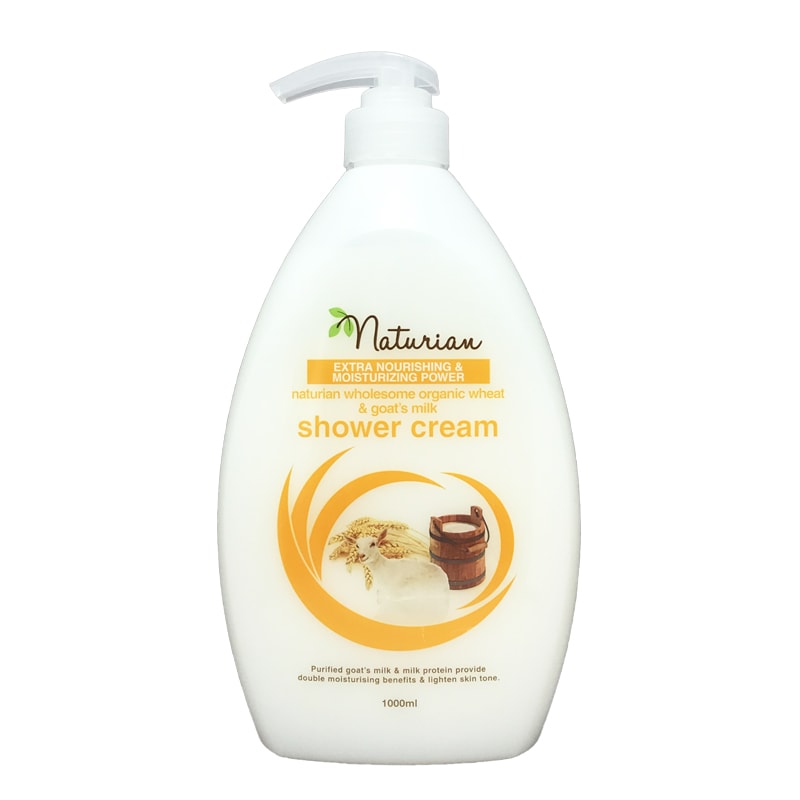 Naturian
EXTRA NOURISHING &
MOISTURIZING POWER
naturian wholesome organic wheat
& goat's milk
shower cream
Purified goat's milk & milk protein provide
double moisturising benefits & lighten skin tone.
1000ml